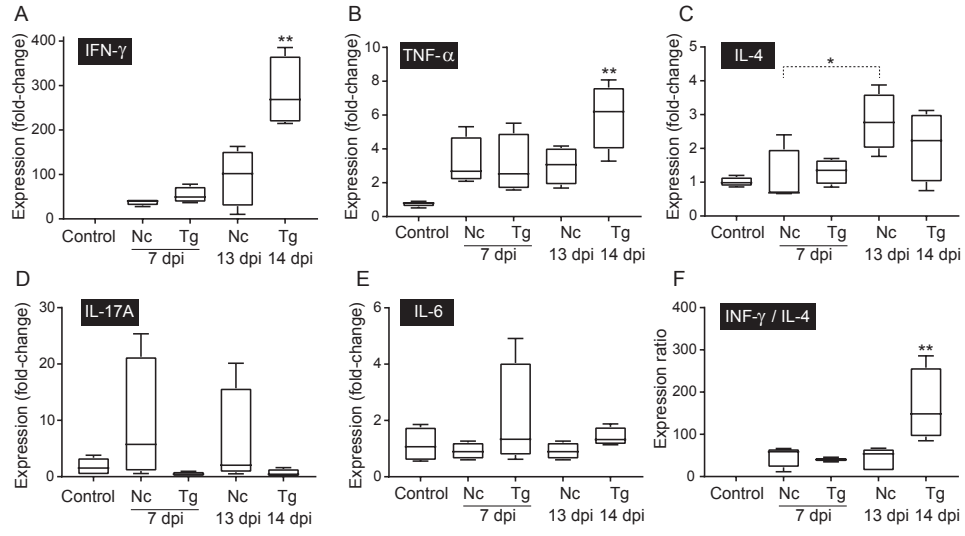 A
IFN-γ
**
Expression (fold-change)
400
300
200
100
0
Control
Nc
Tg
Nc
Tg
7 dpi
13 dpi
14 dpi
B
TNF-α
**
Expression (fold-change)
10
8
6
4
2
0
Control
Nc
Tg
Nc
Tg
7 dpi
13 dpi
14 dpi
C
IL-4
*
Expression (fold-change)
5
4
3
2
1
0
Control
Nc
Tg
Nc
Tg
7 dpi
13 dpi
14 dpi
D
IL-17A
Expression (fold-change)
30
20
10
0
Control
Nc
Tg
Nc
Tg
7 dpi
13 dpi
14 dpi
E
IL-6
Expression (fold-change)
6
4
2
0
Control
Nc
Tg
Nc
Tg
7 dpi
13 dpi
14 dpi
F
INF-γ / IL-4
**
Expression ratio
400
300
200
100
0
Control
Nc
Tg
Nc
Tg
7 dpi
13 dpi
14 dpi